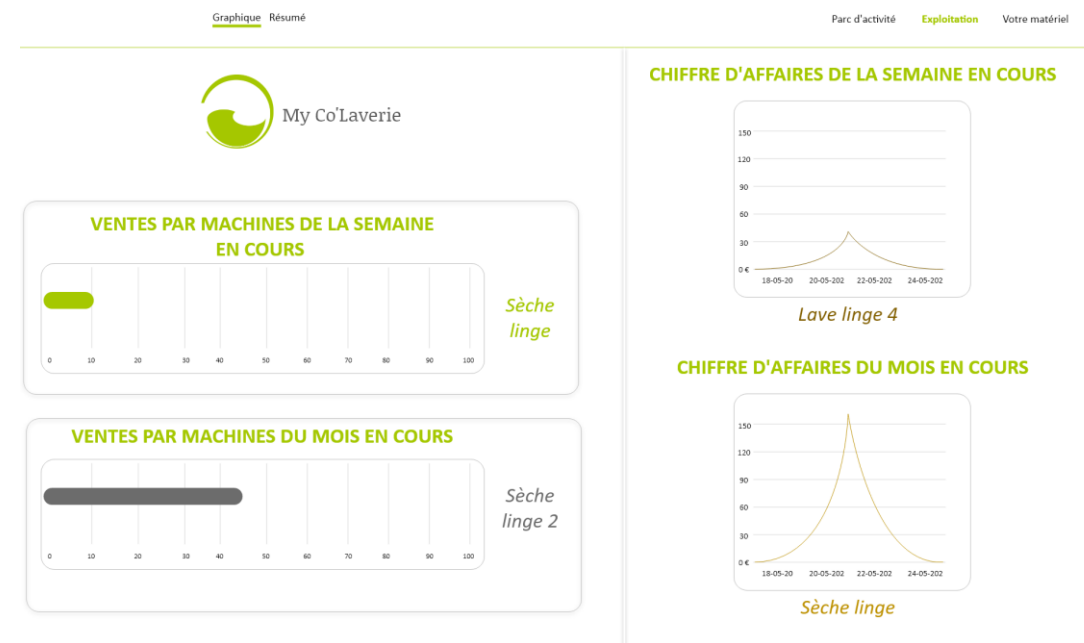 Graphique Résumé
Parc d'activité Exploitation Votre matériel
My Co'Laverie
VENTES PAR MACHINES DE LA SEMAINE
EN COURS
0 10 20 30 40 50 60 70 80 90 100
Sèche
linge
VENTES PAR MACHINES DU MOIS EN COURS
0 10 20 30 40 50 60 70 80 90 100
Sèche
linge 2
CHIFFRE D'AFFAIRES DE LA SEMAINE EN COURS
150
120
90
60
30
0 €
18-05-20 20-05-202 22-05-202 24-05-202
Lave linge 4
CHIFFRE D'AFFAIRES DU MOIS EN COURS
150
120
90
60
30
0 €
18-05-20 20-05-202 22-05-202 24-05-202
Sèche linge